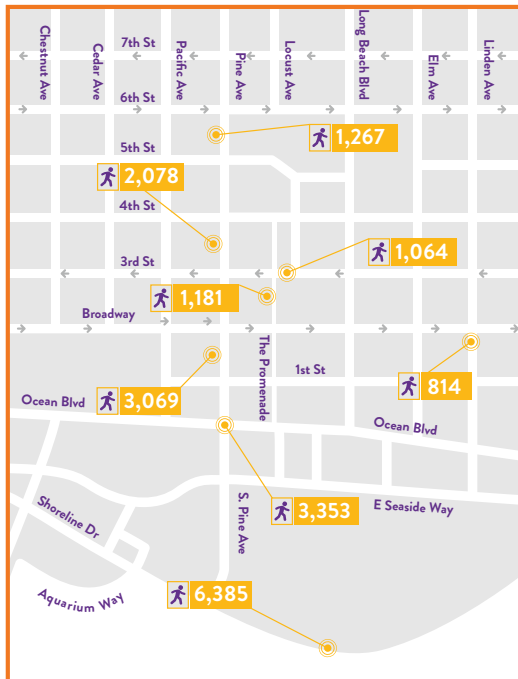 Chestnut Ave
Cedar Ave
Pacific Ave
Pine Ave
Locust Ave
Long Beach Blvd
Elm Ave
Linden Ave
7th St
6th St
5th St
1,267
2,078
4th St
3rd St
1,064
1,181
Broadway
The Promenade
1st St
814
Ocean Blvd
3,069
Ocean Blvd
S. Pine Ave
3,353
E Seaside Way
Shoreline Dr
Aquarium Way
6,385